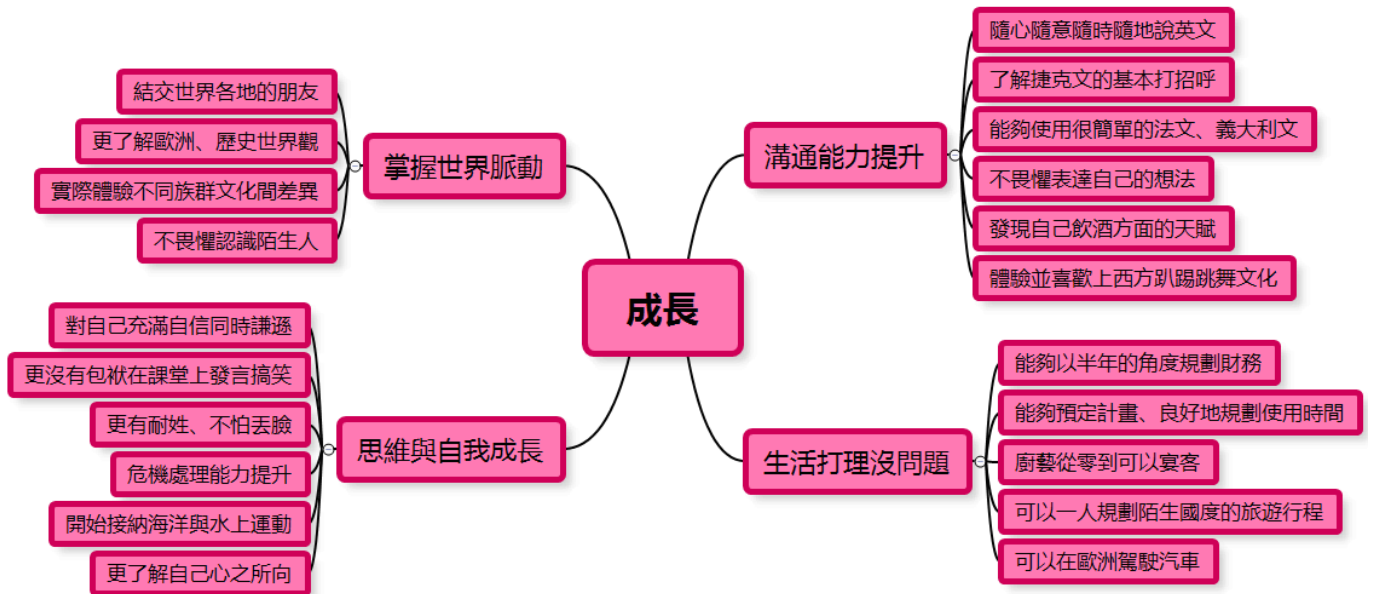 成長
溝通能力提升
隨心隨意隨時隨地說英文
了解捷克文的基本打招呼
能夠使用很簡單的法文、義大利文
不畏懼表達自己的想法
發現自己飲酒方面的天賦
體驗並喜歡上西方趴踢跳舞文化
生活打理沒問題
能夠以半年的角度規劃財務
能夠預定計畫、良好地規劃使用時間
廚藝從零到可以宴客
可以一人規劃陌生國度的旅遊行程
可以在歐洲駕駛汽車
掌握世界脈動
結交世界各地的朋友
更了解歐洲、歷史世界觀
實際體驗不同族群文化間差異
不畏懼認識陌生人
思維與自我成長
對自己充滿自信同時謙遜
更沒有包袱在課堂上發言搞笑
更有耐姓、不怕丟臉
危機處理能力提升
開始接納海洋與水上運動
更了解自己心之所向